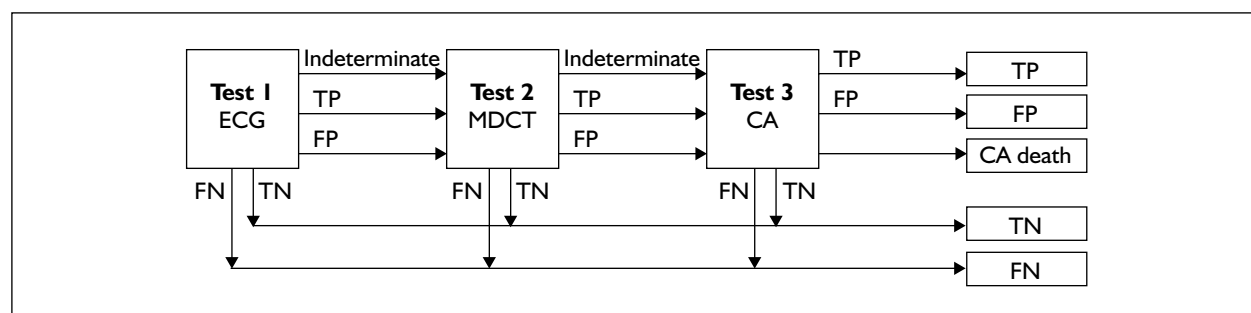 Indeterminate
Indeterminate
TP
TP
Test 1
ECG
TP
Test 2
MDCT
TP
Test 3
CA
FP
FP
FP
FP
CA death
FN
TN
FN
TN
FN
TN
TN
FN